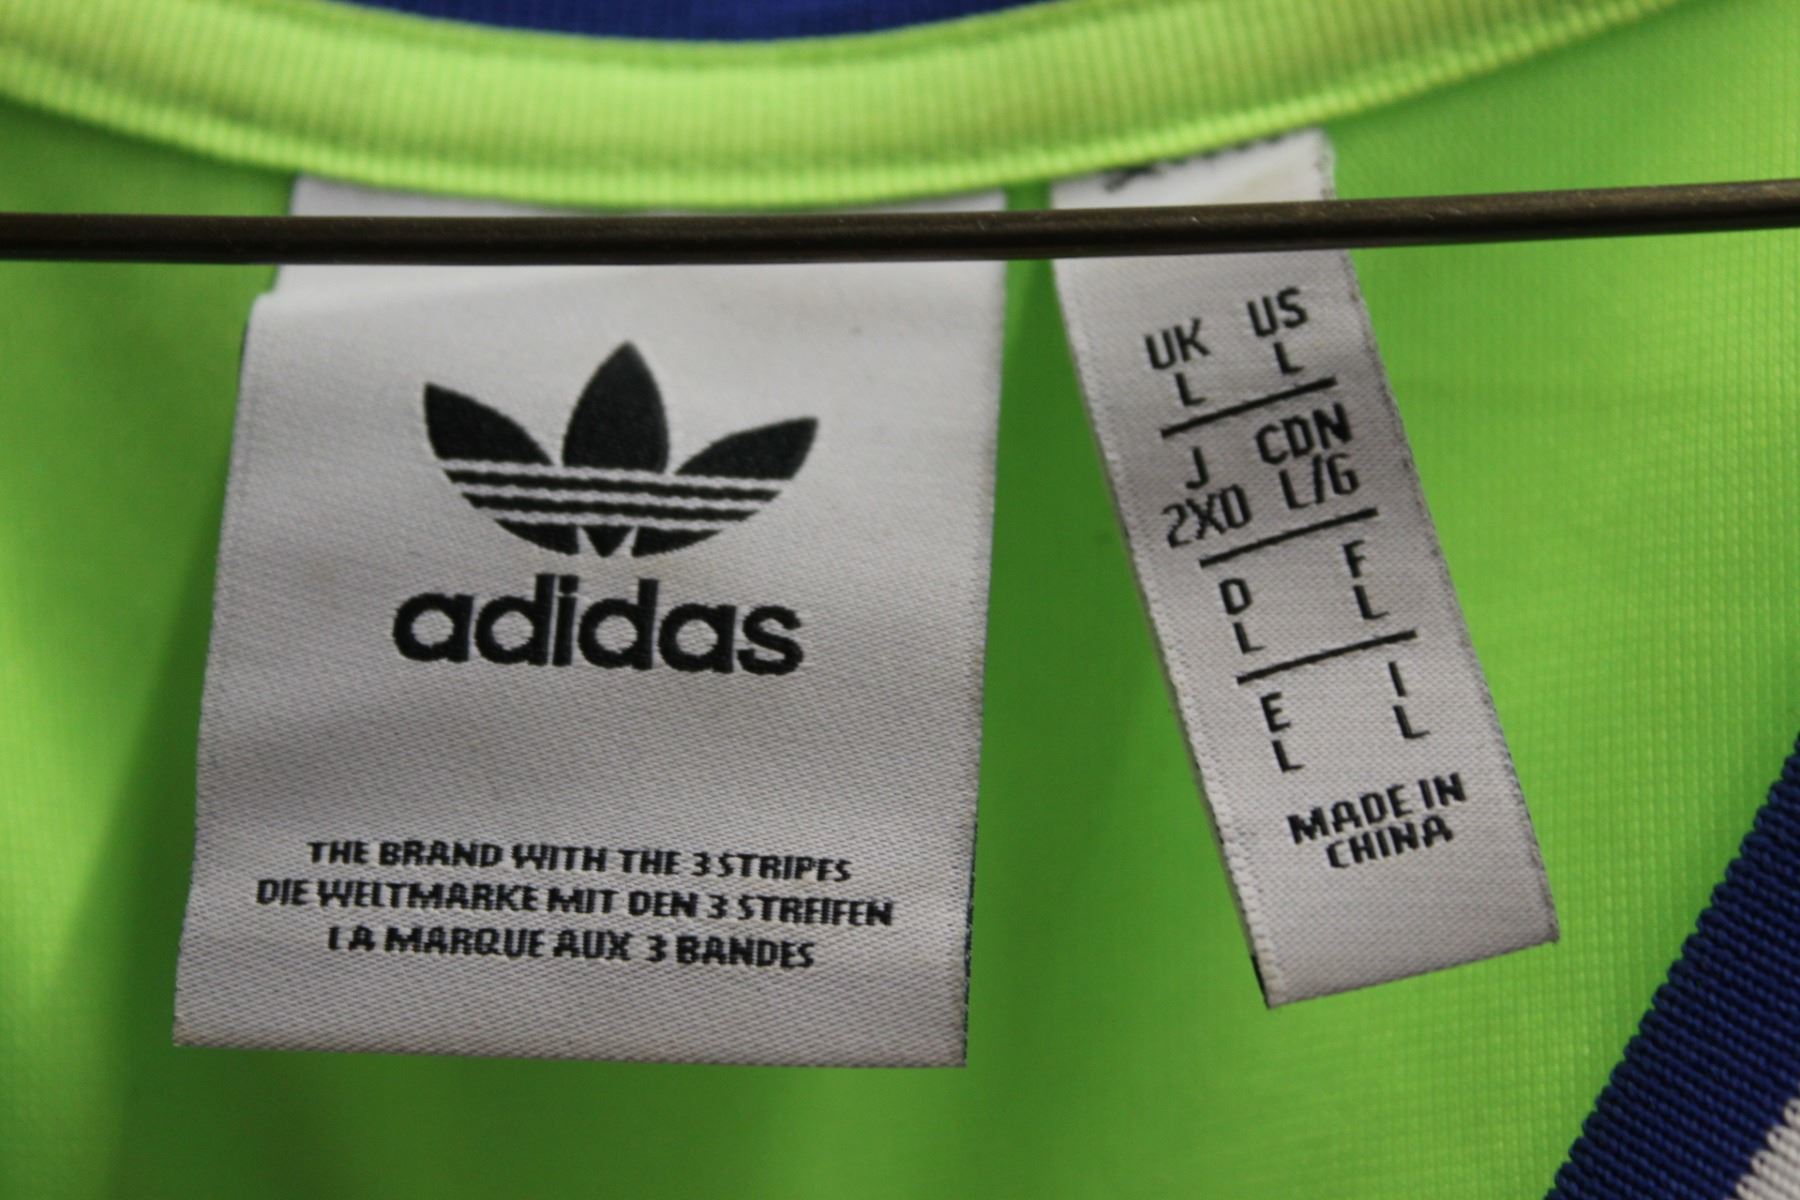 adidas
THE BRAND WITH THE 3 STRIPES
DIE WELTMARKE MIT DEN 3 STREIFEN
LA MARQUE AUX 3 BANDES
UK US
L L
J CDN
2XO L/G
D F
L L
E I
L L
MADE IN
CHINA